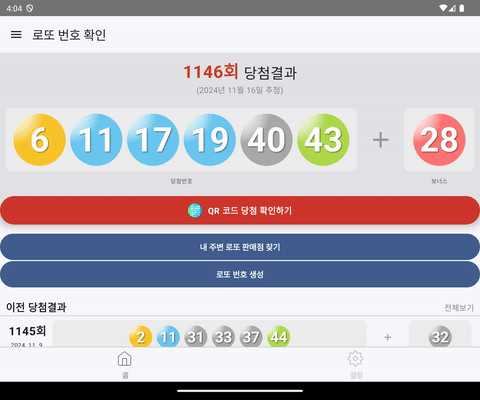 4:04
로또 번호 확인
1146회 당첨결과
(2024년 11월 16일 추첨)
6 11 17 19 40 43 + 28
당첨번호 보너스
QR 코드 당첨 확인하기
내 주변 로또 판매점 찾기
로또 번호 생성
이전 당첨결과 전체보기
1145회 2 11 31 33 37 44 + 32
2024. 11. 9
홈 설정